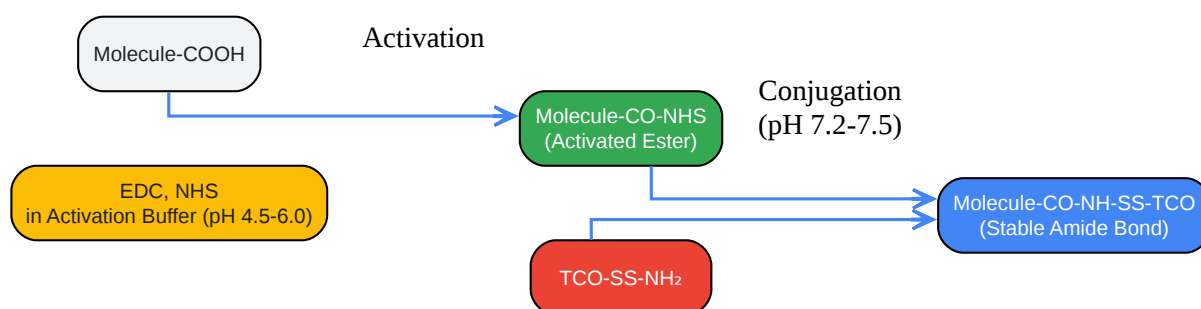 Molecule-COOH
Activation
Molecule-CO-NHS
(Activated Ester)
Conjugation
(pH 7.2-7.5)
EDC, NHS
in Activation Buffer (pH 4.5-6.0)
Molecule-CO-NH-SS-TCO
(Stable Amide Bond)
TCO-SS-NH₂